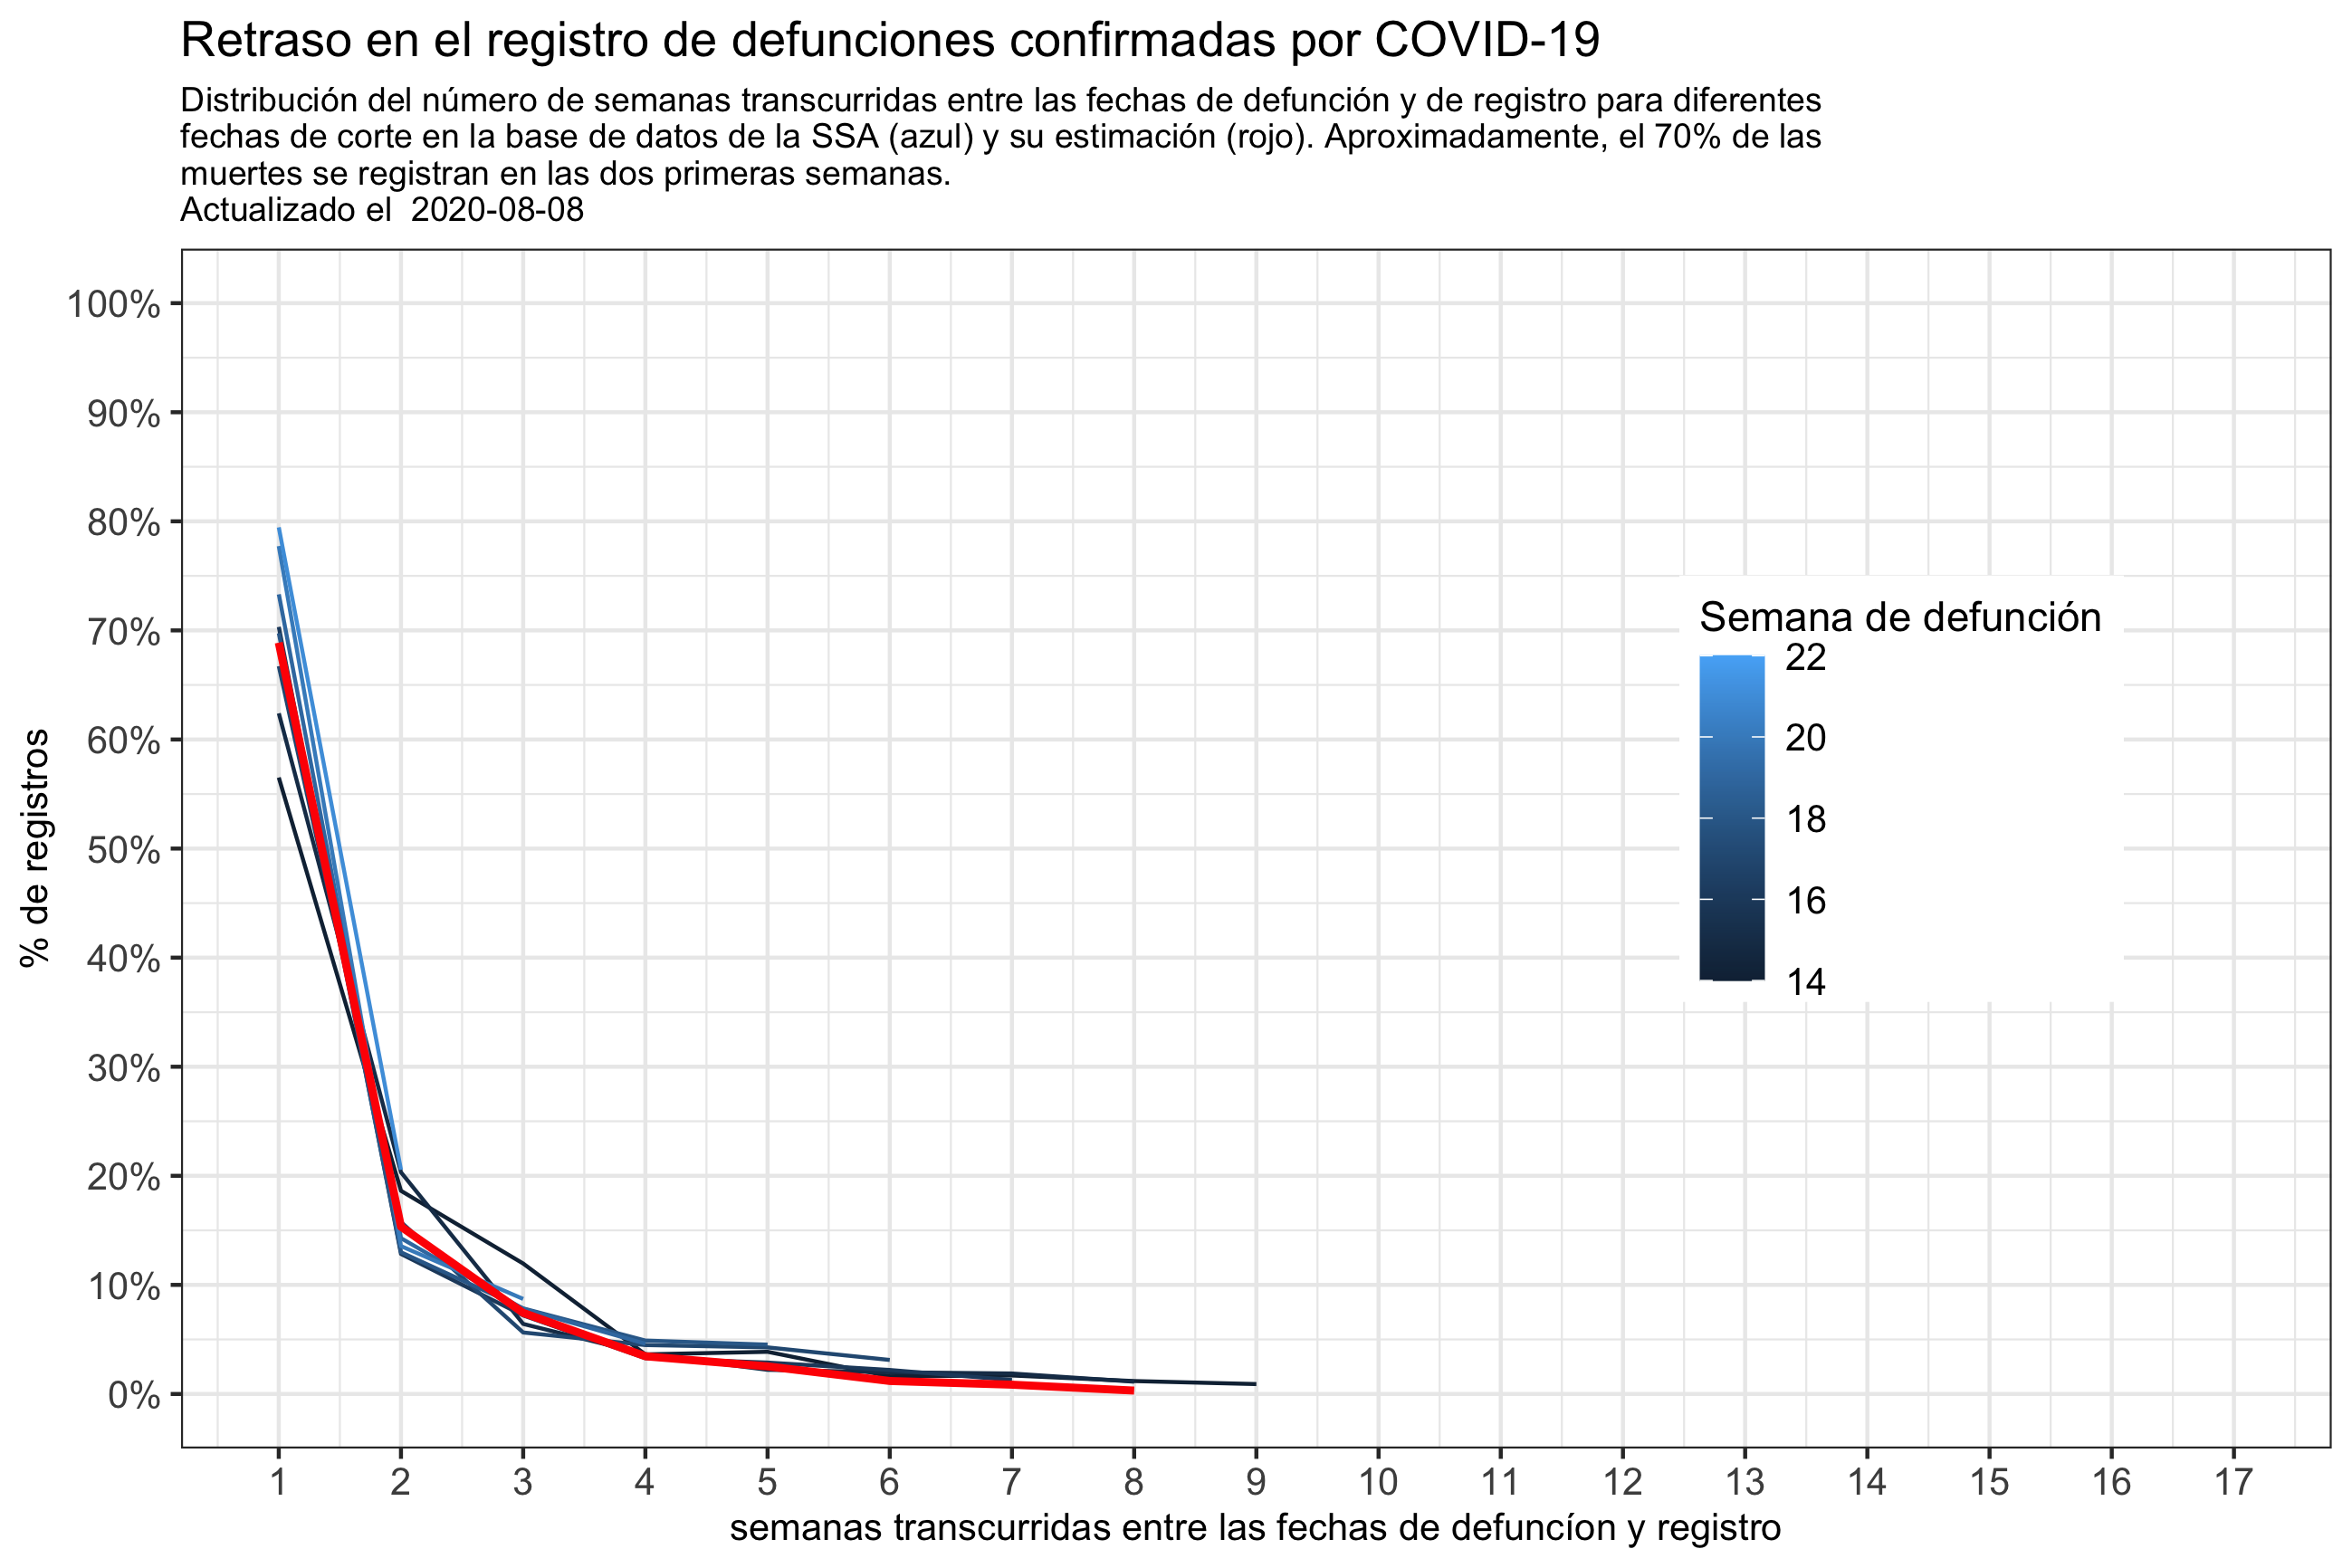 Retraso en el registro de defunciones confirmadas por COVID-19
Distribución del número de semanas transcurridas entre las fechas de defunción y de registro para diferentes
fechas de corte en la base de datos de la SSA (azul) y su estimación (rojo). Aproximadamente, el 70% de las
muertes se registran en las dos primeras semanas.
Actualizado el  2020-08-08
% de registros
100%
90%
80%
70%
60%
50%
40%
30%
20%
10%
0%
Semana de defunción
22
20
18
16
14
1 2 3 4 5 6 7 8 9 10 11 12 13 14 15 16 17
semanas transcurridas entre las fechas de defuncíon y registro